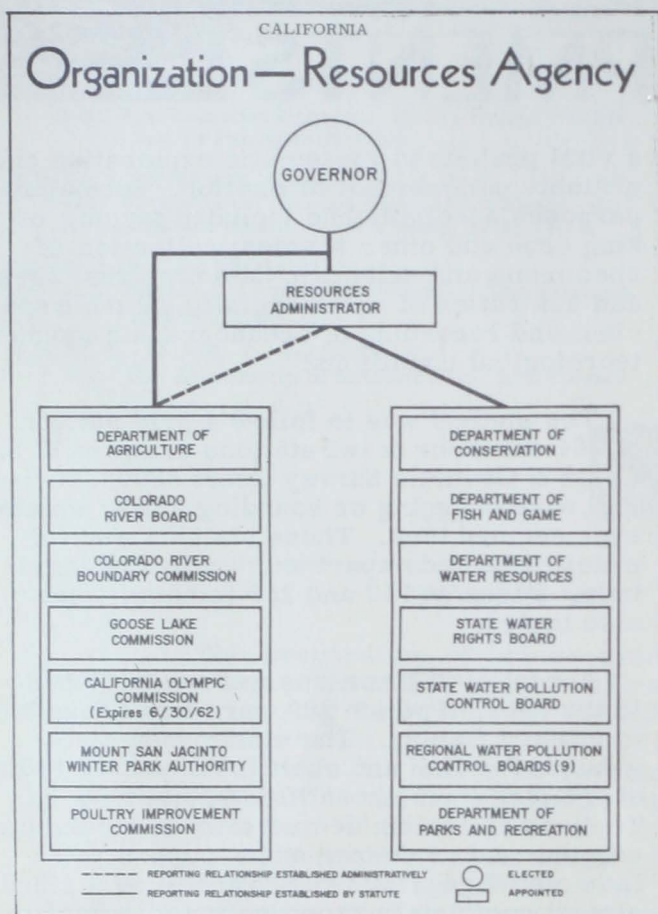 CALIFORNIA
Organization — Resources Agency
GOVERNOR
RESOURCES
ADMINISTRATOR
DEPARTMENT OF
AGRICULTURE
COLORADO
RIVER BOARD
COLORADO RIVER
BOUNDARY COMMISSION
GOOSE LAKE
COMMISSION
CALIFORNIA OLYMPIC
COMMISSION
(Expires 6/30/62)
MOUNT SAN JACINTO
WINTER PARK AUTHORITY
POULTRY IMPROVEMENT
COMMISSION
DEPARTMENT OF
CONSERVATION
DEPARTMENT OF
FISH AND GAME
DEPARTMENT OF
WATER RESOURCES
STATE WATER
RIGHTS BOARD
STATE WATER POLLUTION
CONTROL BOARD
REGIONAL WATER POLLUTION
CONTROL BOARDS (9)
DEPARTMENT OF
PARKS AND RECREATION
REPORTING RELATIONSHIP ESTABLISHED ADMINISTRATIVELY
REPORTING RELATIONSHIP ESTABLISHED BY STATUTE
ELECTED
APPOINTED